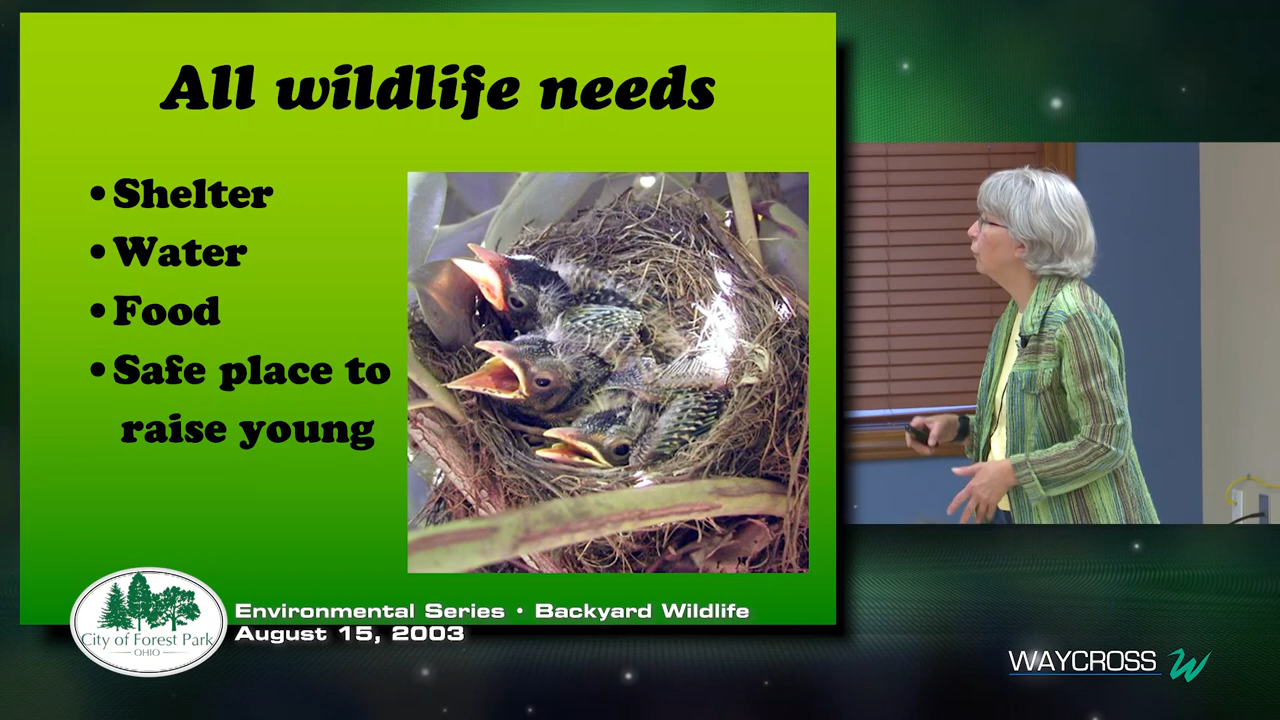 All wildlife needs
• Shelter
• Water
• Food
• Safe place to
raise young
City of Forest Park
OHIO
Environmental Series • Backyard Wildlife
August 15, 2003
WAYCROSS W